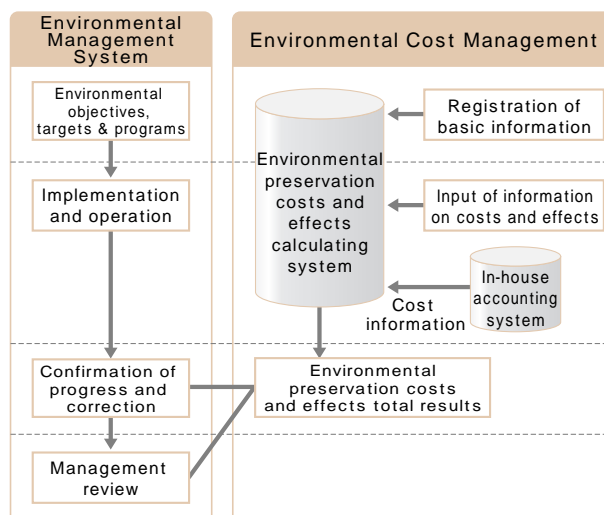 Environmental
Management
System
Environmental
objectives,
targets & programs
Implementation
and operation
Confirmation of
progress and
correction
Management
review
Environmental Cost Management
Environmental
preservation
costs and
effects
calculating
system
Registration of
basic information
Input of information
on costs and effects
In-house
accounting
system
Cost
information
Environmental
preservation costs
and effects total results